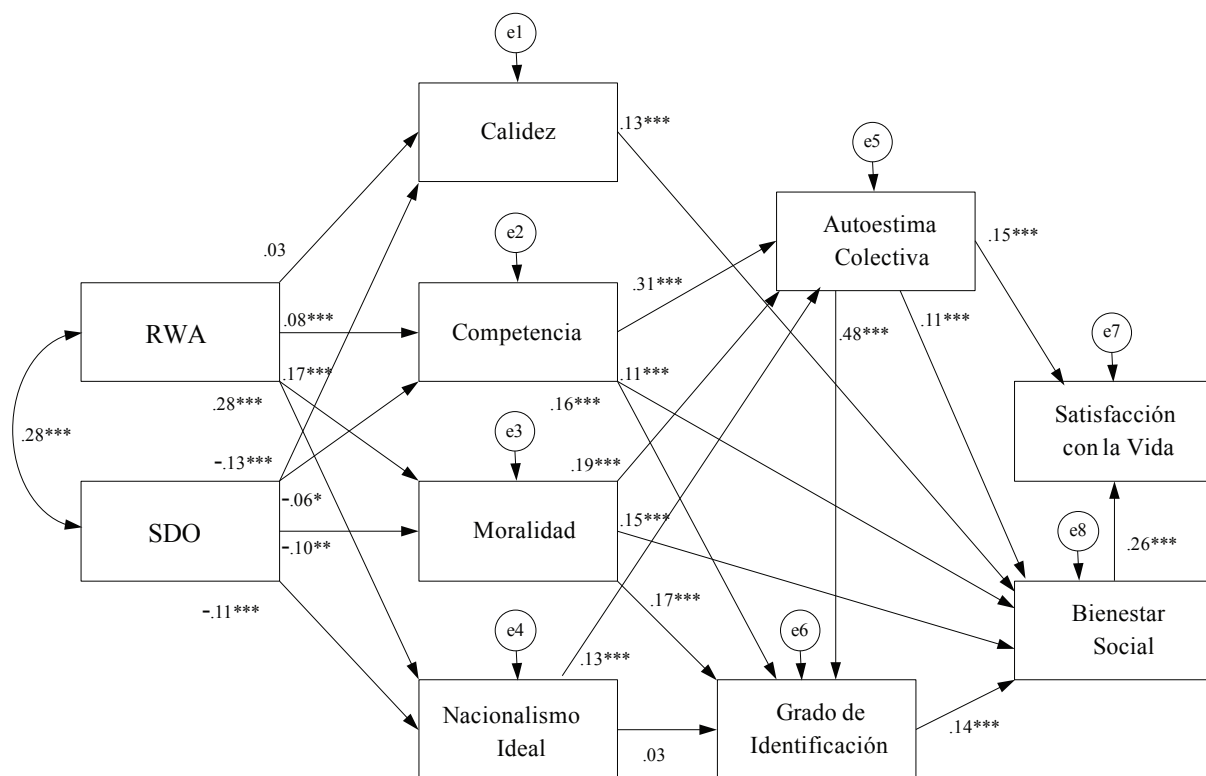 e1
Calidez
.13***
e5
Autoestima
Colectiva
.15***
e2
.03
.31***
RWA
.08***
Competencia
.48***
.11***
e7
.17***
.11***
.28***
.16***
Satisfacción
con la Vida
.28***
e3
-.13***
.19***
-.06*
SDO
-.10**
Moralidad
.15***
e8
.26***
-.11***
.17***
e4
e6
Bienestar
Social
.13***
Nacionalismo
Ideal
Grado de
Identificación
.14***
.03